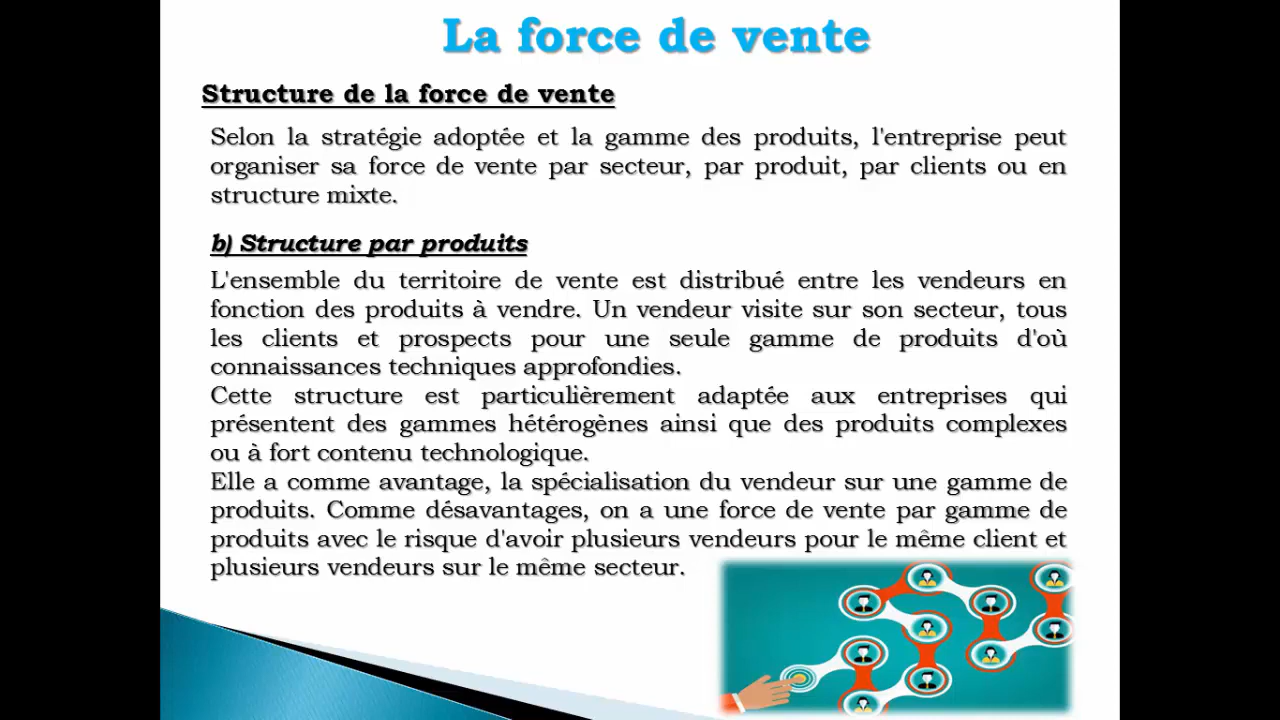 La force de vente
Structure de la force de vente
Selon la stratégie adoptée et la gamme des produits, l'entreprise peut
organiser sa force de vente par secteur, par produit, par clients ou en
structure mixte.
b) Structure par produits
L'ensemble du territoire de vente est distribué entre les vendeurs en
fonction des produits à vendre. Un vendeur visite sur son secteur, tous
les clients et prospects pour une seule gamme de produits d'où
connaissances techniques approfondies.
Cette structure est particulièrement adaptée aux entreprises qui
présentent des gammes hétérogènes ainsi que des produits complexes
ou à fort contenu technologique.
Elle a comme avantage, la spécialisation du vendeur sur une gamme de
produits. Comme désavantages, on a une force de vente par gamme de
produits avec le risque d'avoir plusieurs vendeurs pour le même client et
plusieurs vendeurs sur le même secteur.